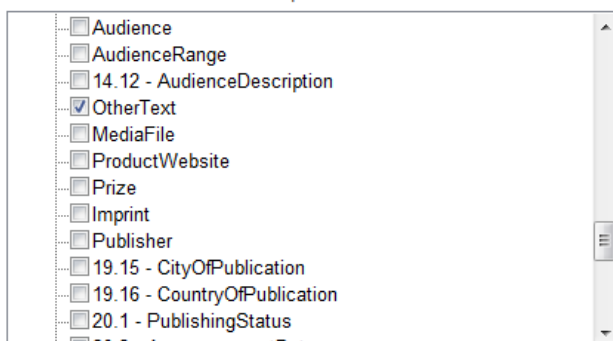 Audience
AudienceRange
14.12 - AudienceDescription
OtherText
MediaFile
ProductWebsite
Prize
Imprint
Publisher
19.15 - CityOfPublication
19.16 - CountryOfPublication
20.1 - PublishingStatus